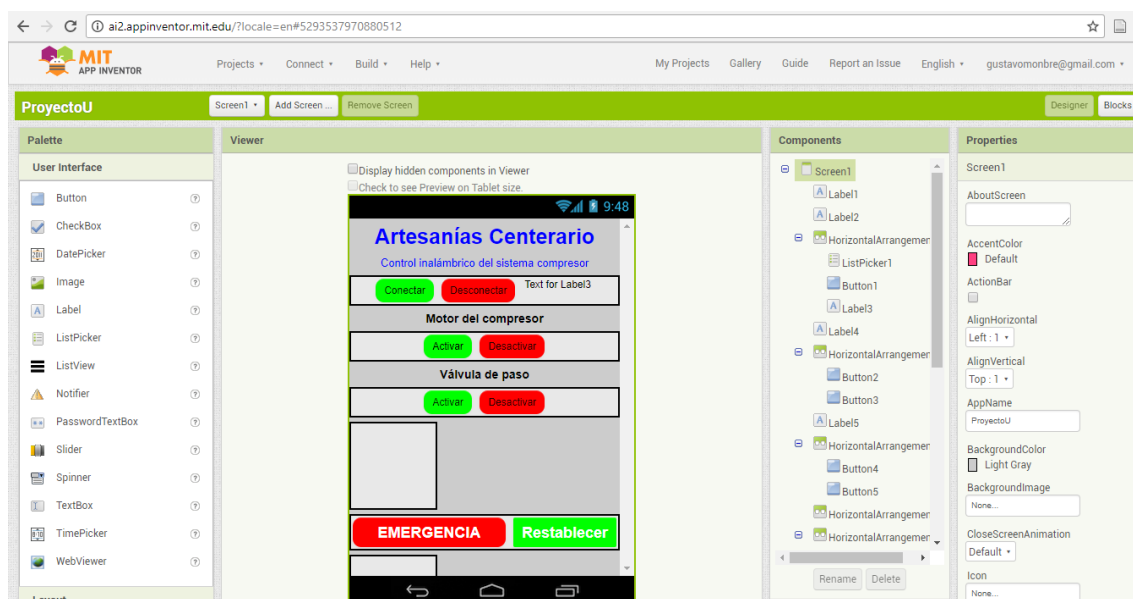 ai2.appinventor.mit.edu/?locale=en#5293537970880512
MIT
APP INVENTOR
Projects
Connect
Build
Help
My Projects
Gallery
Guide
Report an Issue
English
gustavomonbre@gmail.com
ProyectoU
Screen1
Add Screen ...
Remove Screen
Designer
Blocks
Palette
User Interface
Button
CheckBox
DatePicker
Image
Label
ListPicker
ListView
Notifier
PasswordTextBox
Slider
Spinner
TextBox
TimePicker
WebViewer
Viewer
Display hidden components in Viewer
Check to see Preview on Tablet size.
9:48
Artesanías Centerario
Control inalámbrico del sistema compresor
Conectar
Desconectar
Text for Label3
Motor del compresor
Activar
Desactivar
Válvula de paso
Activar
Desactivar
EMERGENCIA
Restablecer
Components
Screen1
Label1
Label2
HorizontalArrangemen
ListPicker1
Button1
Label3
Label4
HorizontalArrangemen
Button2
Button3
Label5
HorizontalArrangemen
Button4
Button5
HorizontalArrangemen
HorizontalArrangemen
Rename
Delete
Properties
Screen1
AboutScreen
AccentColor
Default
ActionBar
AlignHorizontal
Left : 1
AlignVertical
Top : 1
AppName
ProyectoU
BackgroundColor
Light Gray
BackgroundImage
None...
CloseScreenAnimation
Default
Icon
None...